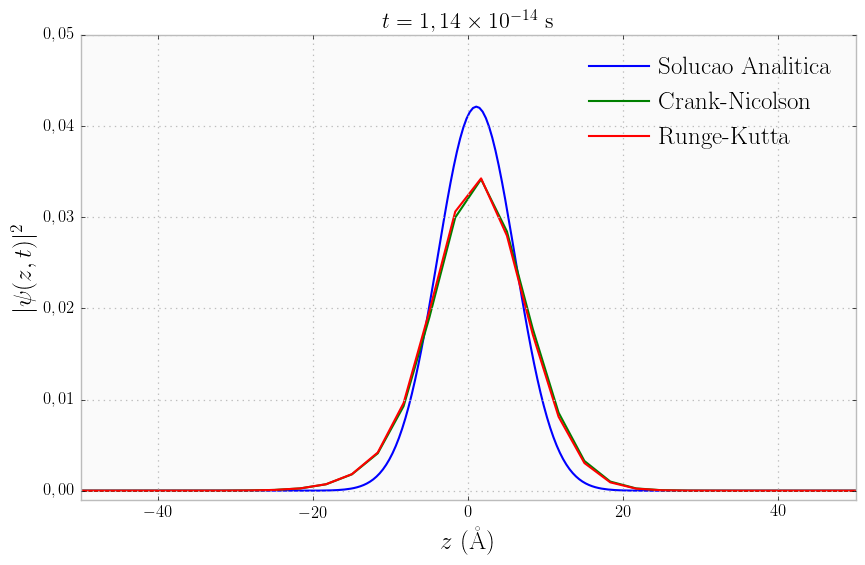 t = 1,14 × 10⁻¹⁴ s
0,05
Solucao Analitica
Crank-Nicolson
Runge-Kutta
0,04
0,03
|ψ(z,t)|²
0,02
0,01
0,00
−40 −20 0 20 40
z (Å)